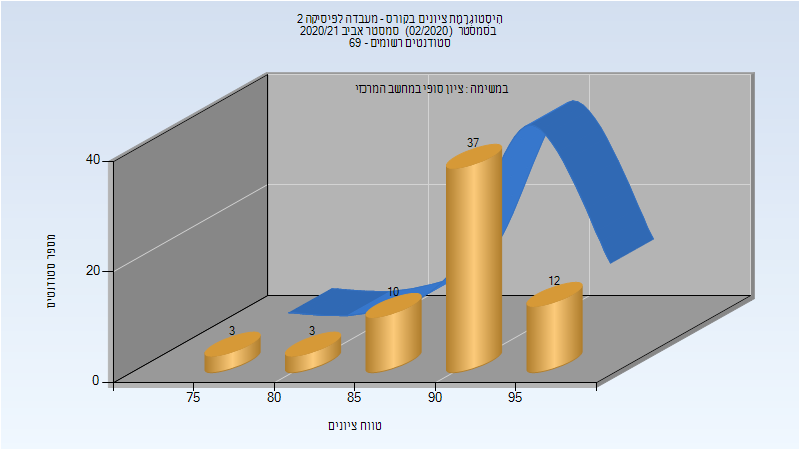 היסטוגרמת ציונים בקורס - מעבדה לפיסיקה 2
בסמסטר (02/2020) סמסטר אביב 2020/21
סטודנטים רשומים - 69
במשימה : ציון סופי במחשב המרכזי
מספר סטודנטים
40
20
0
3
3
10
37
12
75
80
85
90
95
טווח ציונים